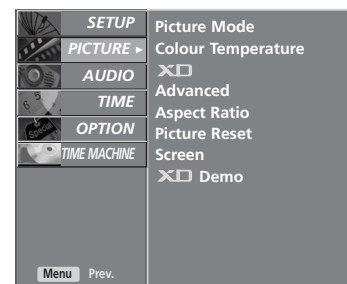 SETUP
PICTURE ►
AUDIO
TIME
OPTION
TIME MACHINE
Menu Prev.
Picture Mode
Colour Temperature
XD
Advanced
Aspect Ratio
Picture Reset
Screen
XD Demo
Special